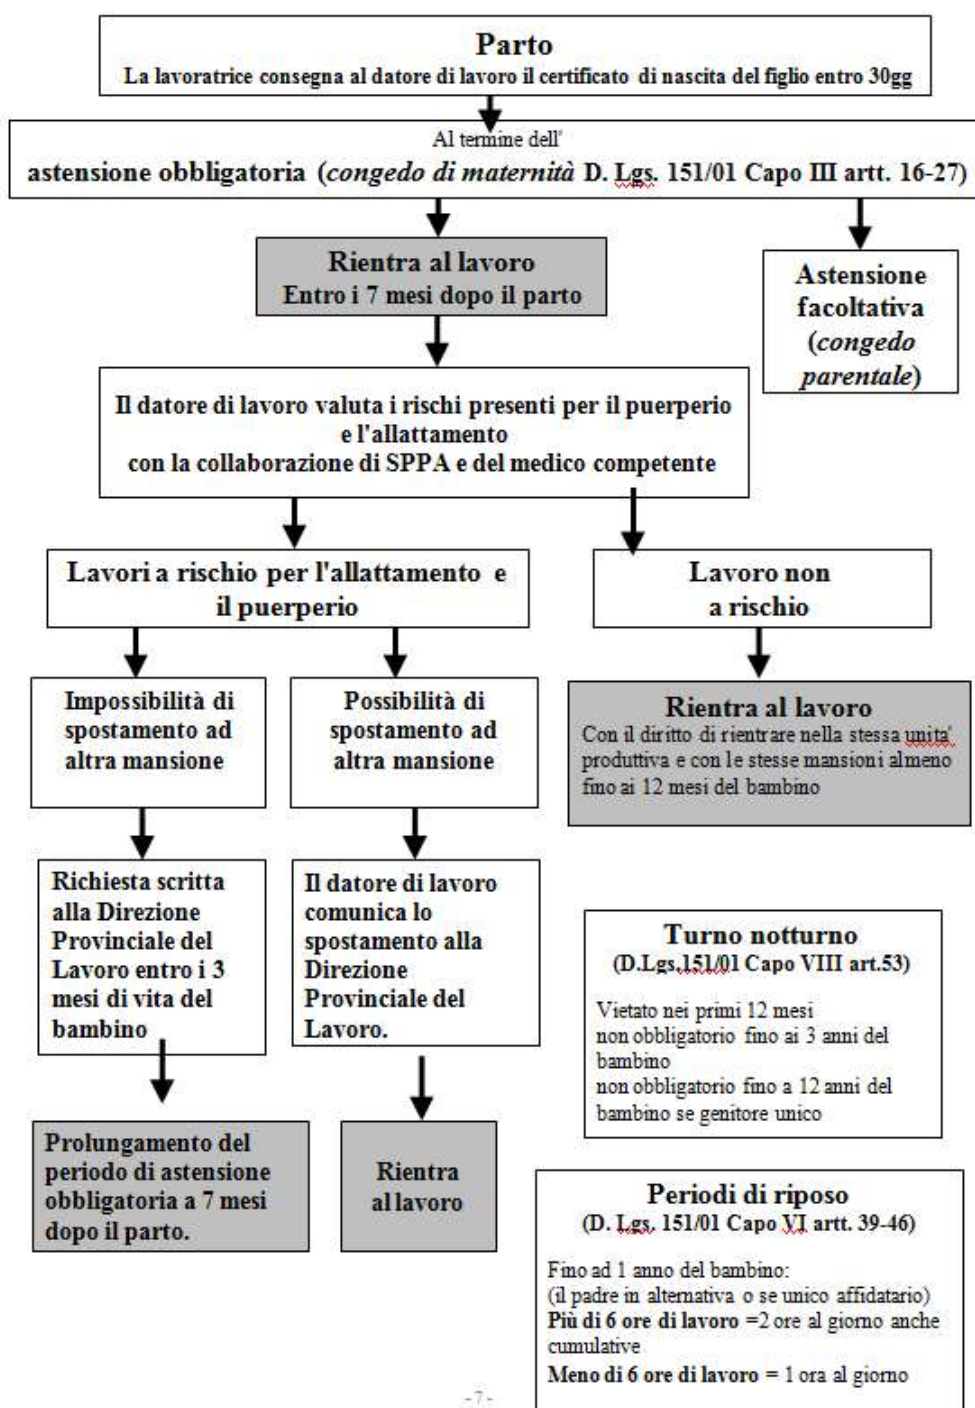 Parto
La lavoratrice consegna al datore di lavoro il certificato di nascita del figlio entro 30gg
Al termine dell'
astensione obbligatoria (congedo di maternità D. Lgs. 151/01 Capo III artt. 16-27)
Rientra al lavoro
Entro i 7 mesi dopo il parto
Astensione
facoltativa
(congedo
parentale)
Il datore di lavoro valuta i rischi presenti per il puerperio
e l'allattamento
con la collaborazione di SPPA e del medico competente
Lavori a rischio per l'allattamento e
il puerperio
Lavoro non
a rischio
Impossibilità di
spostamento ad
altra mansione
Possibilità di
spostamento ad
altra mansione
Rientra al lavoro
Con il diritto di rientrare nella stessa unita'
produttiva e con le stesse mansioni almeno
fino ai 12 mesi del bambino
Richiesta scritta
alla Direzione
Provinciale del
Lavoro entro i 3
mesi di vita del
bambino
Il datore di lavoro
comunica lo
spostamento alla
Direzione
Provinciale del
Lavoro.
Turno notturno
(D.Lgs.151/01 Capo VIII art.53)
Vietato nei primi 12 mesi
non obbligatorio fino ai 3 anni del
bambino
non obbligatorio fino a 12 anni del
bambino se genitore unico
Prolungamento del
periodo di astensione
obbligatoria a 7 mesi
dopo il parto.
Rientra
al lavoro
Periodi di riposo
(D. Lgs. 151/01 Capo VI artt. 39-46)
Fino ad 1 anno del bambino:
(il padre in alternativa o se unico affidatario)
Più di 6 ore di lavoro =2 ore al giorno anche
cumulative
Meno di 6 ore di lavoro = 1 ora al giorno
- 7 -